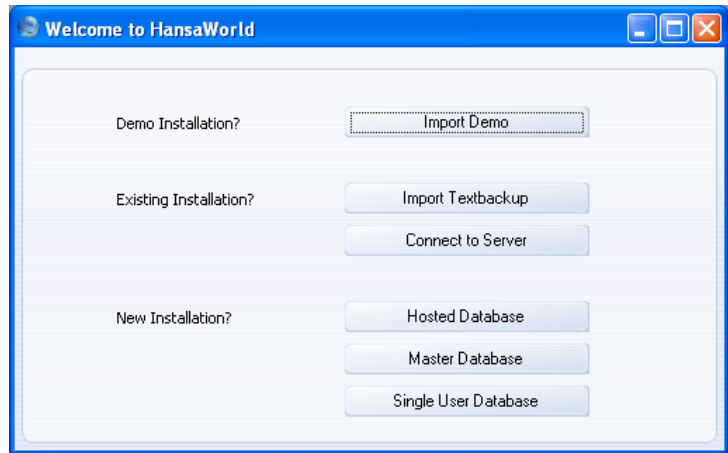 Welcome to HansaWorld
Demo Installation? Import Demo
Existing Installation? Import Textbackup
Connect to Server
New Installation? Hosted Database
Master Database
Single User Database